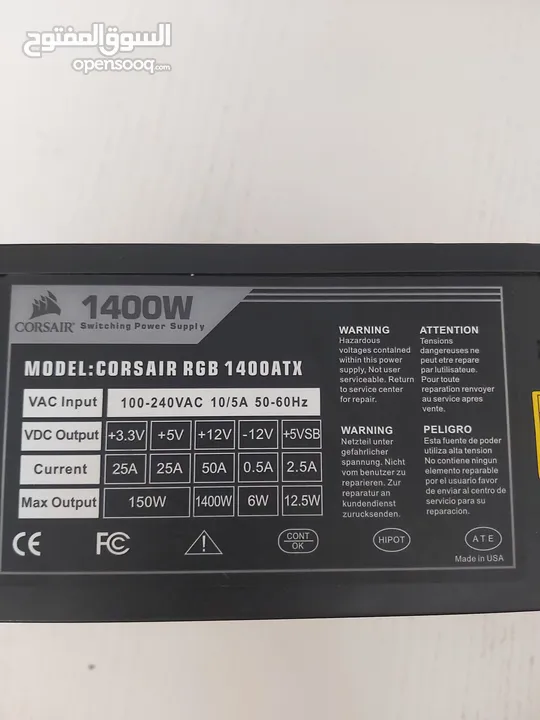 السوق المفتوح
opensooq.com
CORSAIR
1400W
Switching Power Supply
MODEL:CORSAIR RGB 1400ATX
VAC Input 100-240VAC 10/5A 50-60Hz
VDC Output +3.3V +5V +12V -12V +5VSB
Current 25A 25A 50A 0.5A 2.5A
Max Output 150W 1400W 6W 12.5W
WARNING
Hazardous
voltages contained
within this power
supply, Not user
serviceable. Return
to service center
for repair.
ATTENTION
Tensions
dangereuses ne
peut etre repare
par lutilisateur.
Pour toute
reparation renvoyer
au service apres
vente.
WARNING
Netzteil unter
gefahrlicher
spannung. Nicht
vom benutzer zu
reparieren. Zur
reparatur an
kundendienst
zurucksenden.
PELIGRO
Esta fuente de poder
utiliza alta tension
No contiene ningun
elemento reparable
por el usuario favor
de enviar al centro de
servicio para su
reparacion.
CE
FC
CONT
OK
HIPOT
ATE
Made in USA